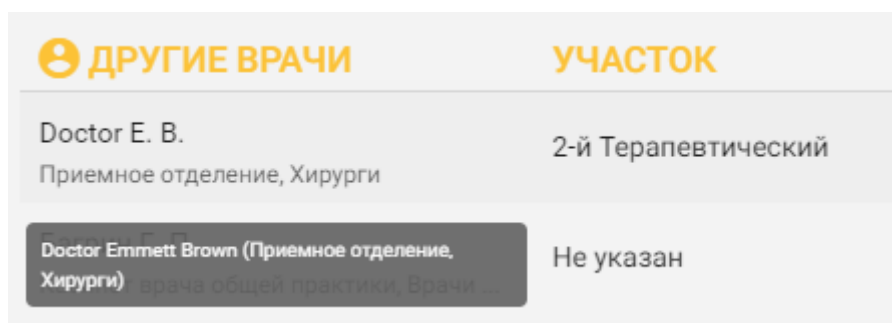 ДРУГИЕ ВРАЧИ
УЧАСТОК
Doctor E. B.
Приемное отделение, Хирурги
2-й Терапевтический
Doctor Emmett Brown (Приемное отделение,
Хирурги)
врача общей практики, Врачи ...
Не указан